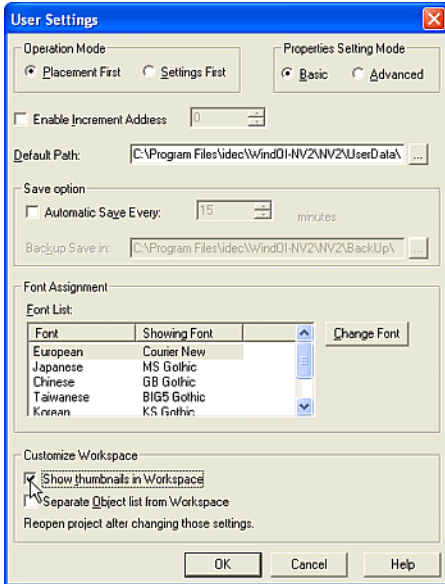 User Settings
Operation Mode
Placement First Settings First
Properties Setting Mode
Basic Advanced
Enable Increment Address 0
Default Path: C:\Program Files\idec\WindOI-NV2\NV2\UserData\ ...
Save option
Automatic Save Every: 15 minutes
Backup Save in: C:\Program Files\idec\WindOI-NV2\NV2\BackUp\ ...
Font Assignment
Font List:
Font Showing Font
European Courier New
Japanese MS Gothic
Chinese GB Gothic
Taiwanese BIG5 Gothic
Korean KS Gothic
Change Font
Customize Workspace
Show thumbnails in Workspace
Separate Object list from Workspace
Reopen project after changing those settings.
OK Cancel Help